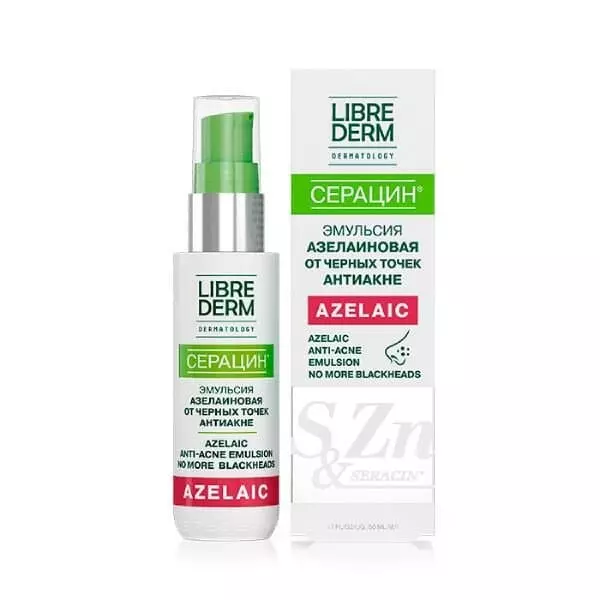 LIBRE
DERM
DERMATOLOGY
СЕРАЦИН®
ЭМУЛЬСИЯ
АЗЕЛАИНОВАЯ
ОТ ЧЕРНЫХ ТОЧЕК
АНТИАКНЕ
AZELAIC
ANTI-ACNE EMULSION
NO MORE BLACKHEADS
AZELAIC
LIBRE
DERM
DERMATOLOGY
СЕРАЦИН®
ЭМУЛЬСИЯ
АЗЕЛАИНОВАЯ
ОТ ЧЕРНЫХ ТОЧЕК
АНТИАКНЕ
AZELAIC
AZELAIC
ANTI-ACNE
EMULSION
NO MORE BLACKHEADS
S Zn
& SERACIN®